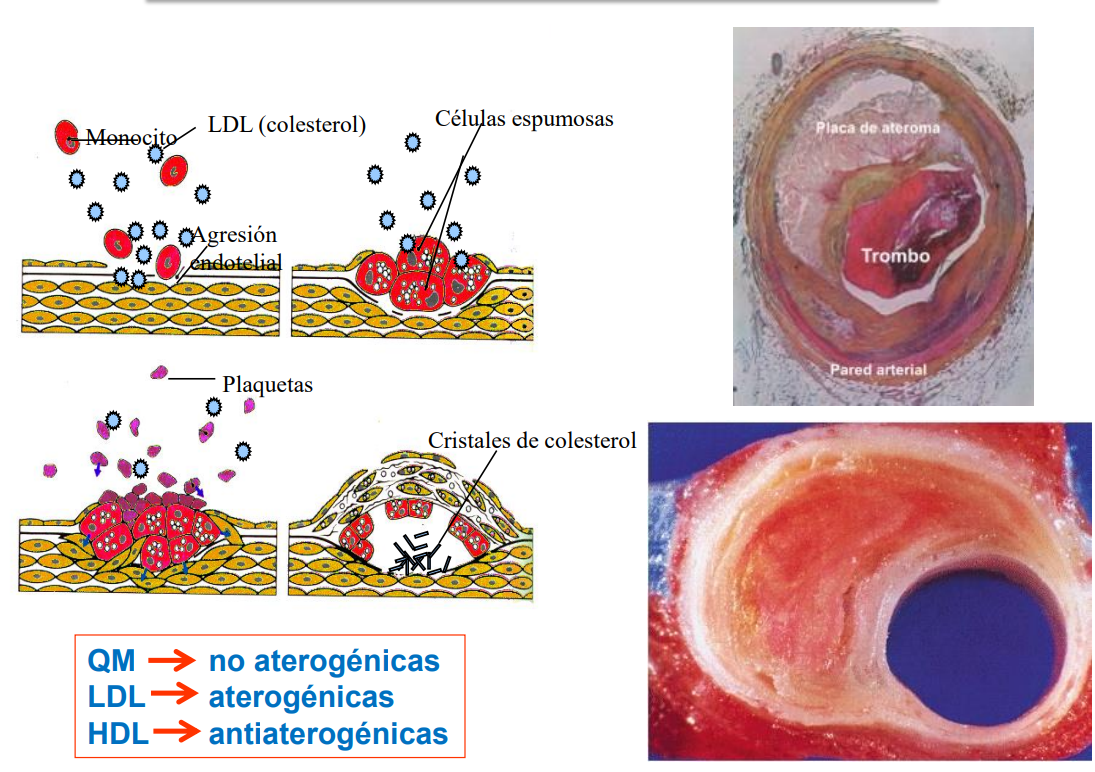 Monocito
LDL (colesterol)
Células espumosas
Agresión
endotelial
Placa de ateroma
Trombo
Pared arterial
Plaquetas
Cristales de colesterol
QM → no aterogénicas
LDL → aterogénicas
HDL → antiaterogénicas